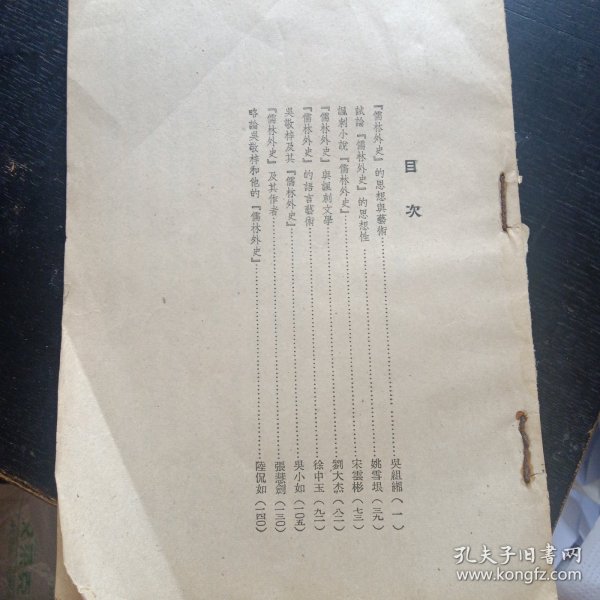 目次
『儒林外史』的思想與藝術……吳組緗（一）
試論『儒林外史』的思想性……姚雪垠（三九）
諷刺小說『儒林外史』……宋雲彬（七三）
『儒林外史』與諷刺文學……劉大杰（八二）
『儒林外史』的語言藝術……徐中玉（九二）
吳敬梓及其『儒林外史』……吳小如（一〇五）
『儒林外史』及其作者……張慧劍（一三〇）
略論吳敬梓和他的『儒林外史』……陸侃如（一四〇）
孔夫子旧书网
www.kongfz.com